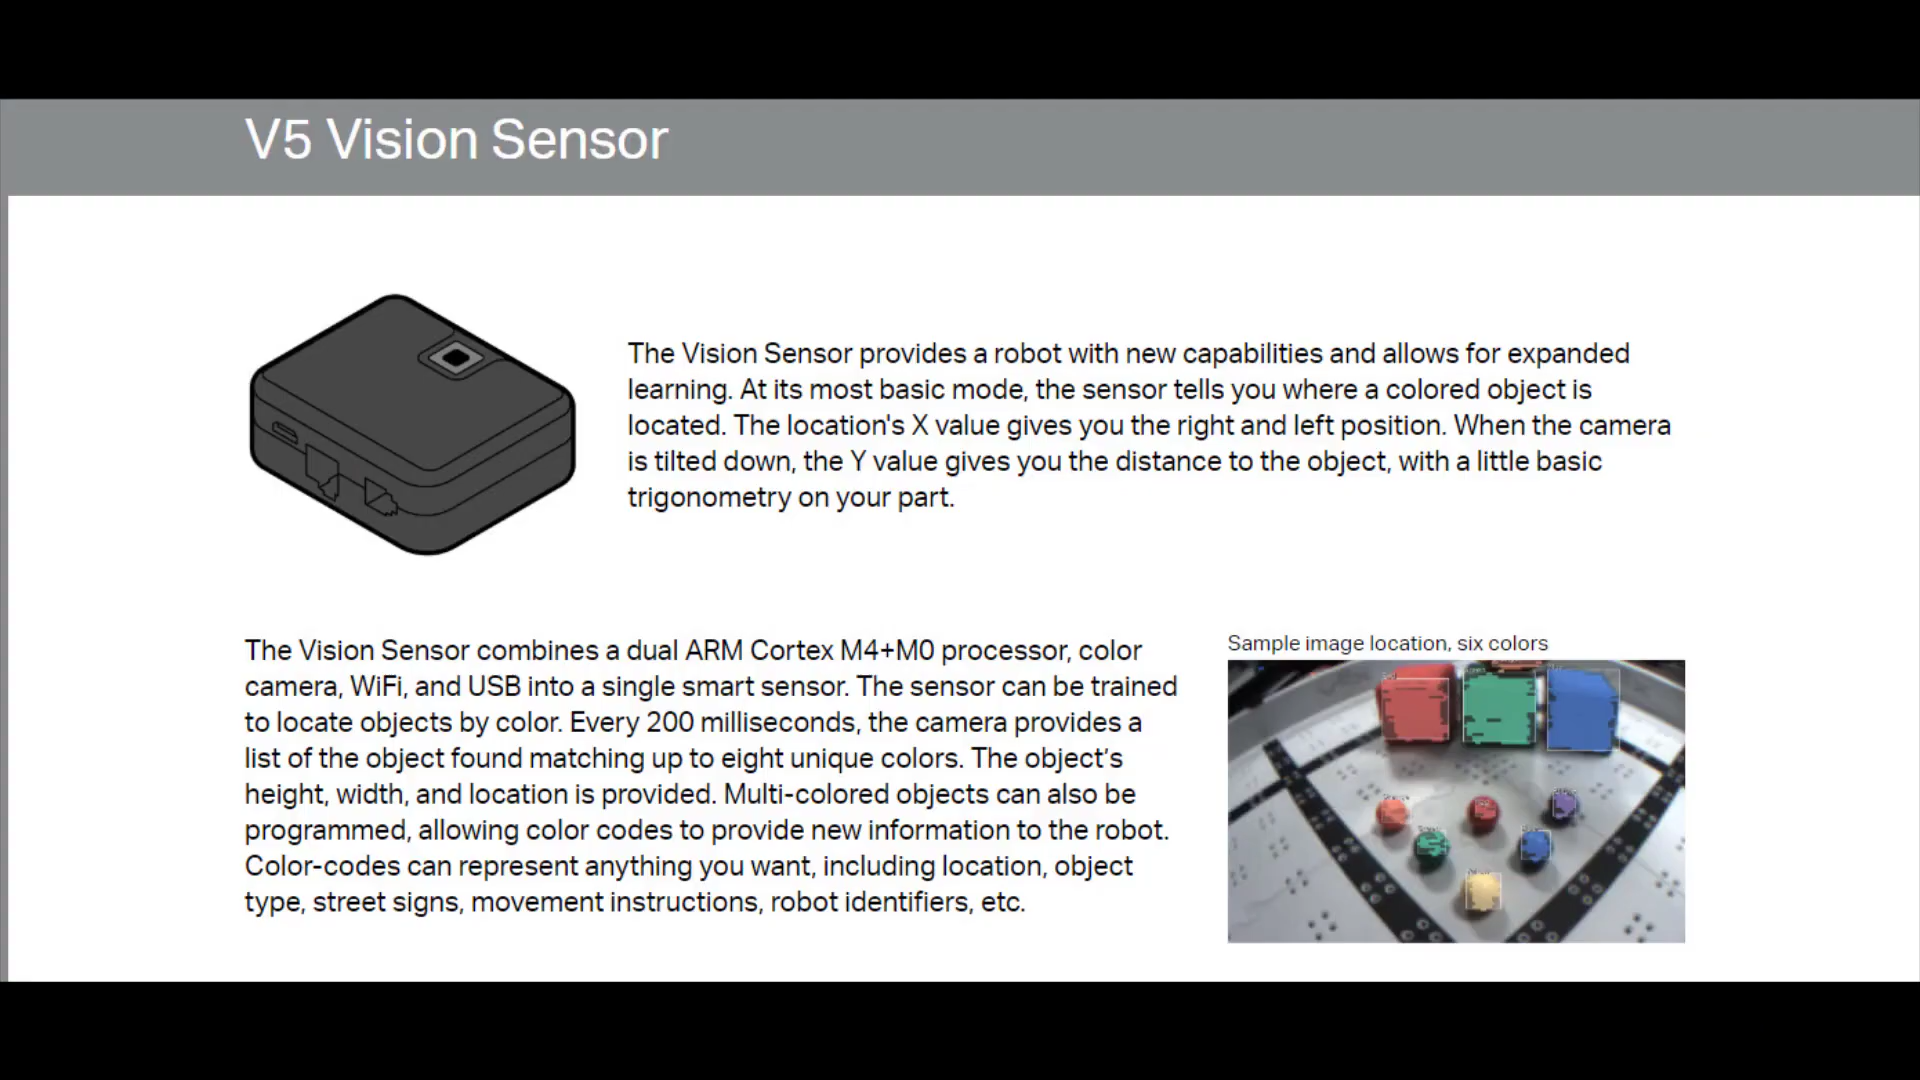 V5 Vision Sensor
The Vision Sensor provides a robot with new capabilities and allows for expanded
learning. At its most basic mode, the sensor tells you where a colored object is
located. The location's X value gives you the right and left position. When the camera
is tilted down, the Y value gives you the distance to the object, with a little basic
trigonometry on your part.
The Vision Sensor combines a dual ARM Cortex M4+M0 processor, color
camera, WiFi, and USB into a single smart sensor. The sensor can be trained
to locate objects by color. Every 200 milliseconds, the camera provides a
list of the object found matching up to eight unique colors. The object’s
height, width, and location is provided. Multi-colored objects can also be
programmed, allowing color codes to provide new information to the robot.
Color-codes can represent anything you want, including location, object
type, street signs, movement instructions, robot identifiers, etc.
Sample image location, six colors